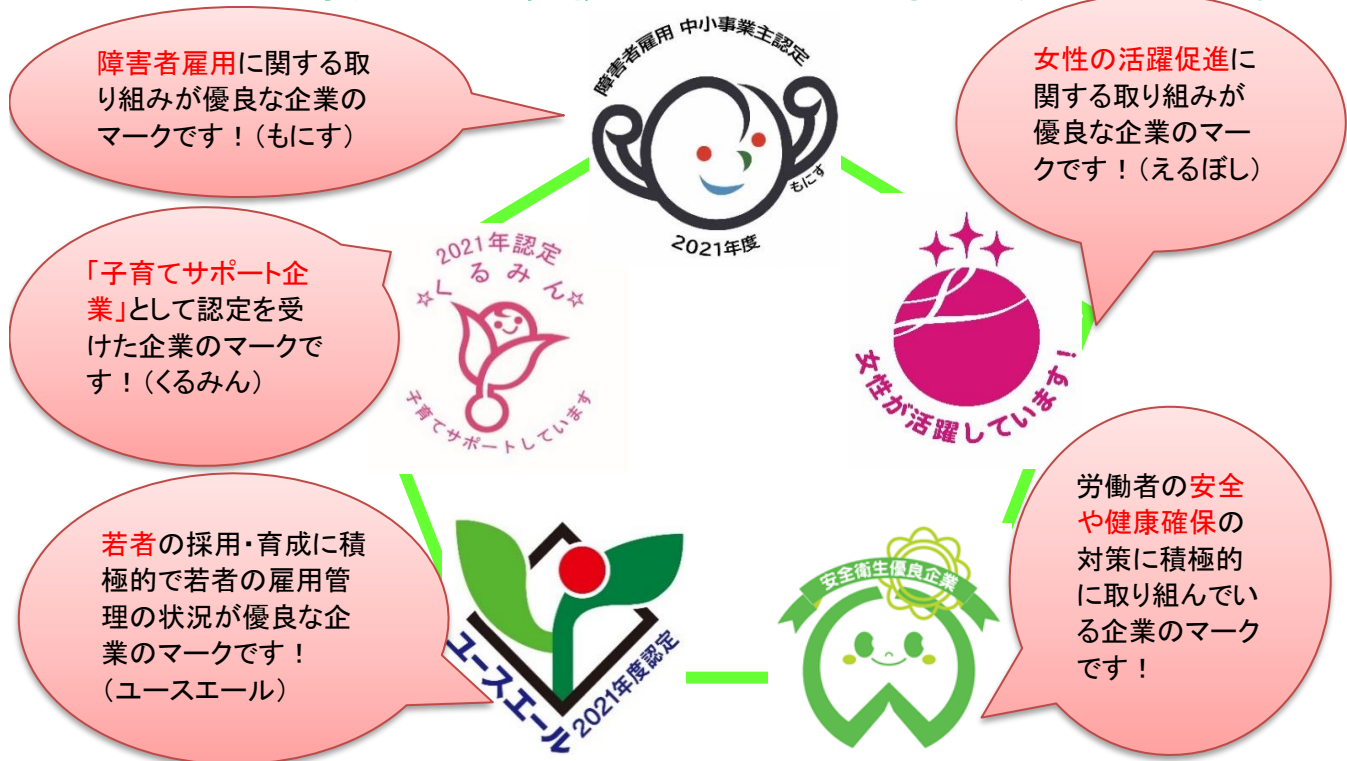 障害者雇用に関する取
り組みが優良な企業の
マークです！（もにす）
障害者雇用 中小事業主認定
もにす
2021年度
女性の活躍促進に
関する取り組みが
優良な企業のマー
クです！（えるぼし）
「子育てサポート企
業」として認定を受
けた企業のマークで
す！（くるみん）
2021年認定
☆くるみん☆
子育てサポートしています
女性が活躍しています！
若者の採用・育成に積
極的で若者の雇用管
理の状況が優良な企
業のマークです！
（ユースエール）
ユースエール
2021年度認定
安全衛生優良企業
労働者の安全
や健康確保の
対策に積極的
に取り組んでい
る企業のマーク
です！